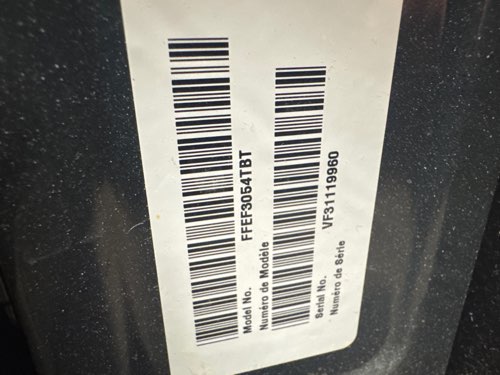 FFEF3054TBT
Model No.
Numéro de Modèle
VF31119960
Serial No.
Numéro de Série